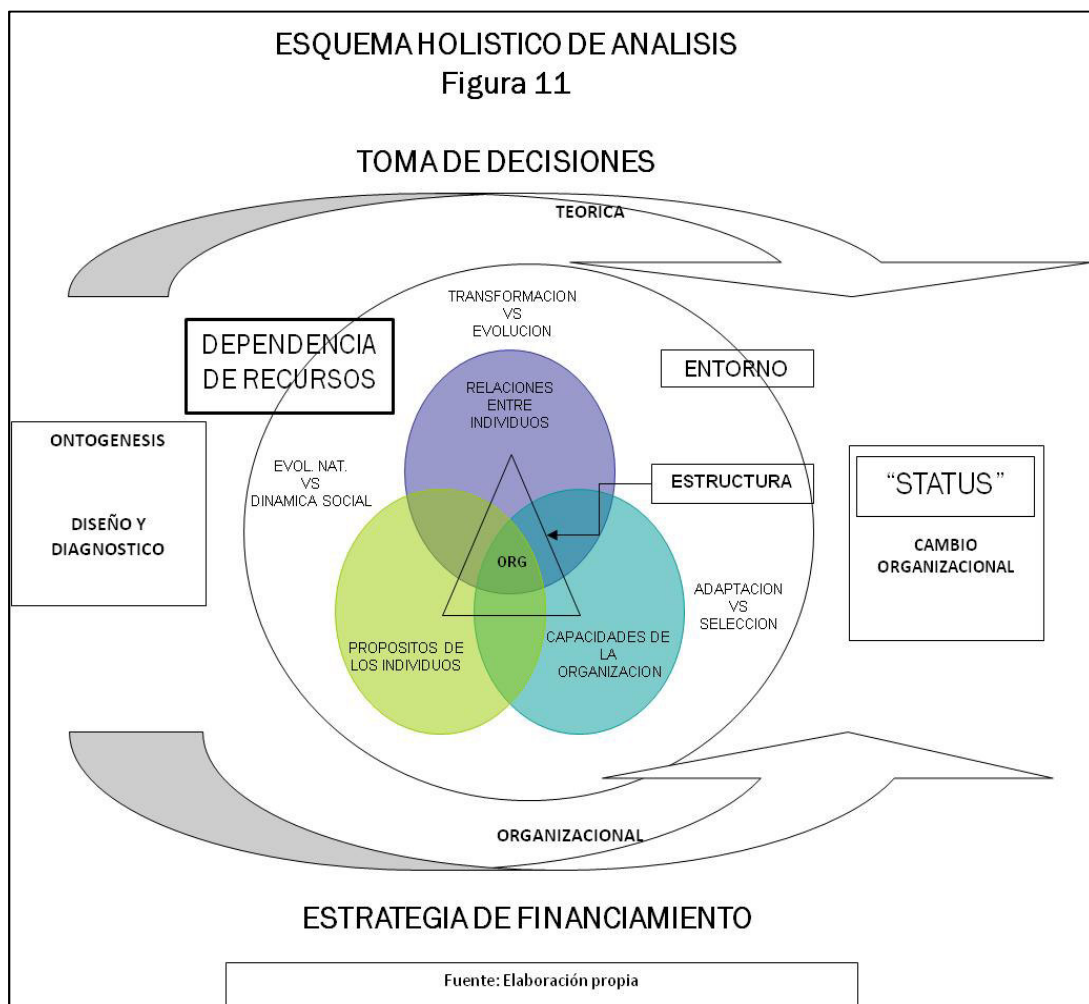 ESQUEMA HOLISTICO DE ANALISIS
Figura 11
TOMA DE DECISIONES
TEORICA
TRANSFORMACION
VS
EVOLUCION
DEPENDENCIA
DE RECURSOS
ENTORNO
RELACIONES
ENTRE
INDIVIDUOS
ONTOGENESIS
DISEÑO Y
DIAGNOSTICO
EVOL. NAT.
VS
DINAMICA SOCIAL
ESTRUCTURA
"STATUS"
CAMBIO
ORGANIZACIONAL
ORG
ADAPTACION
VS
SELECCION
PROPOSITOS DE
LOS INDIVIDUOS
CAPACIDADES DE
LA
ORGANIZACION
ORGANIZACIONAL
ESTRATEGIA DE FINANCIAMIENTO
Fuente: Elaboración propia